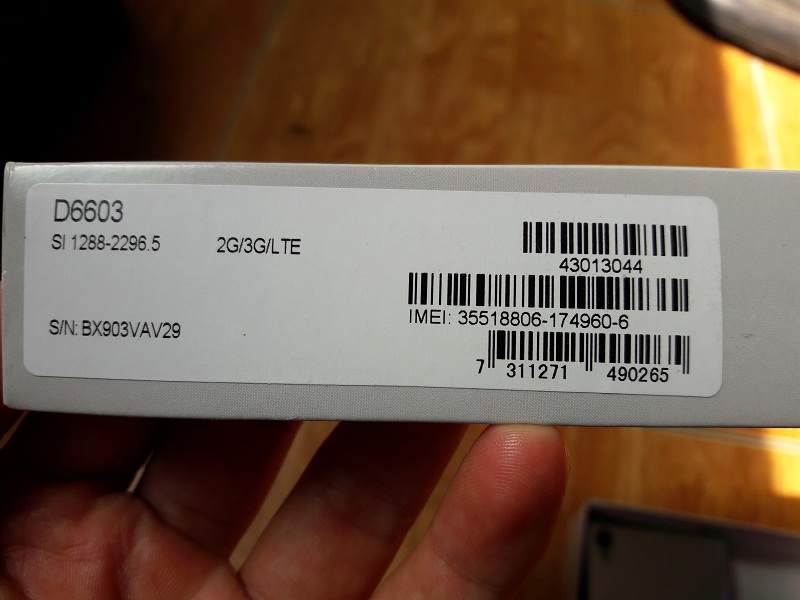 D6603
SI 1288-2296.5
2G/3G/LTE
43013044
IMEI: 35518806-174960-6
S/N: BX903VAV29
7 311271 490265